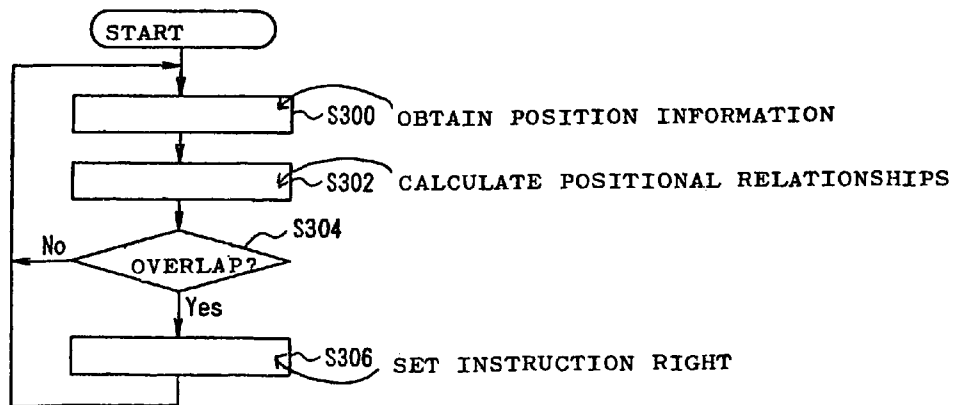 START
S300 OBTAIN POSITION INFORMATION
S302 CALCULATE POSITIONAL RELATIONSHIPS
S304
No
OVERLAP?
Yes
S306 SET INSTRUCTION RIGHT